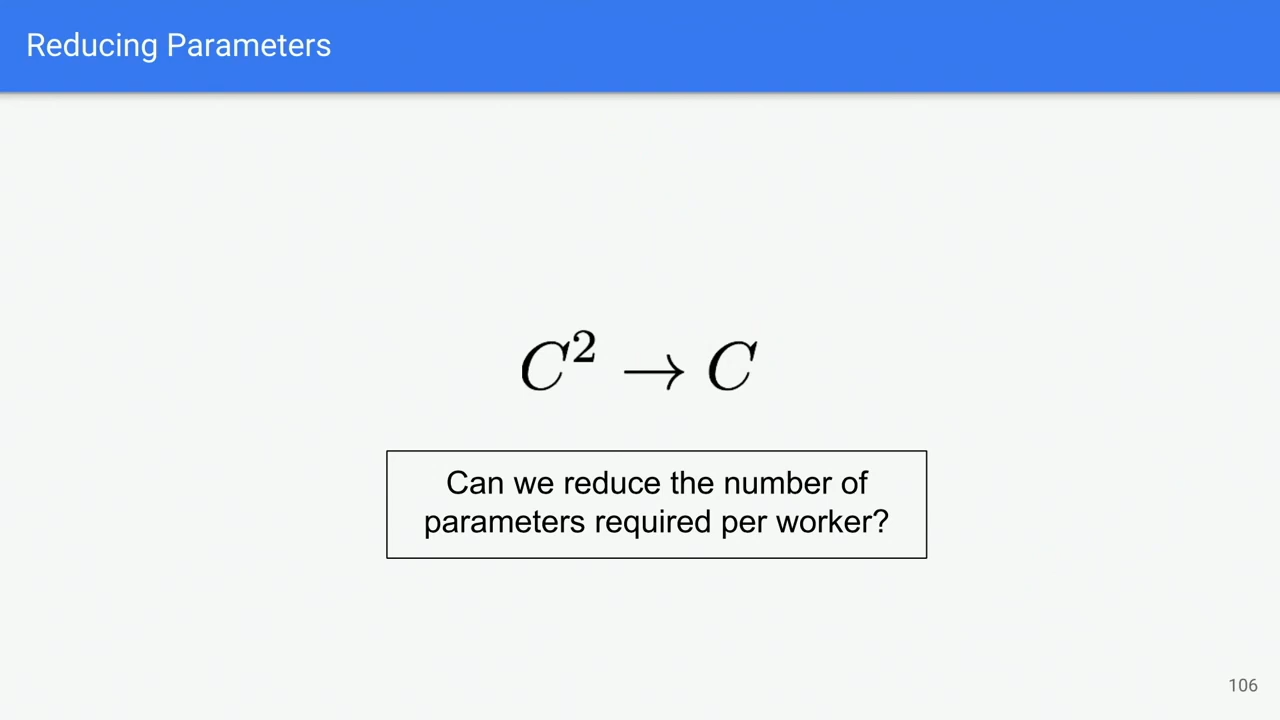 Reducing Parameters
C² → C
Can we reduce the number of
parameters required per worker?
106